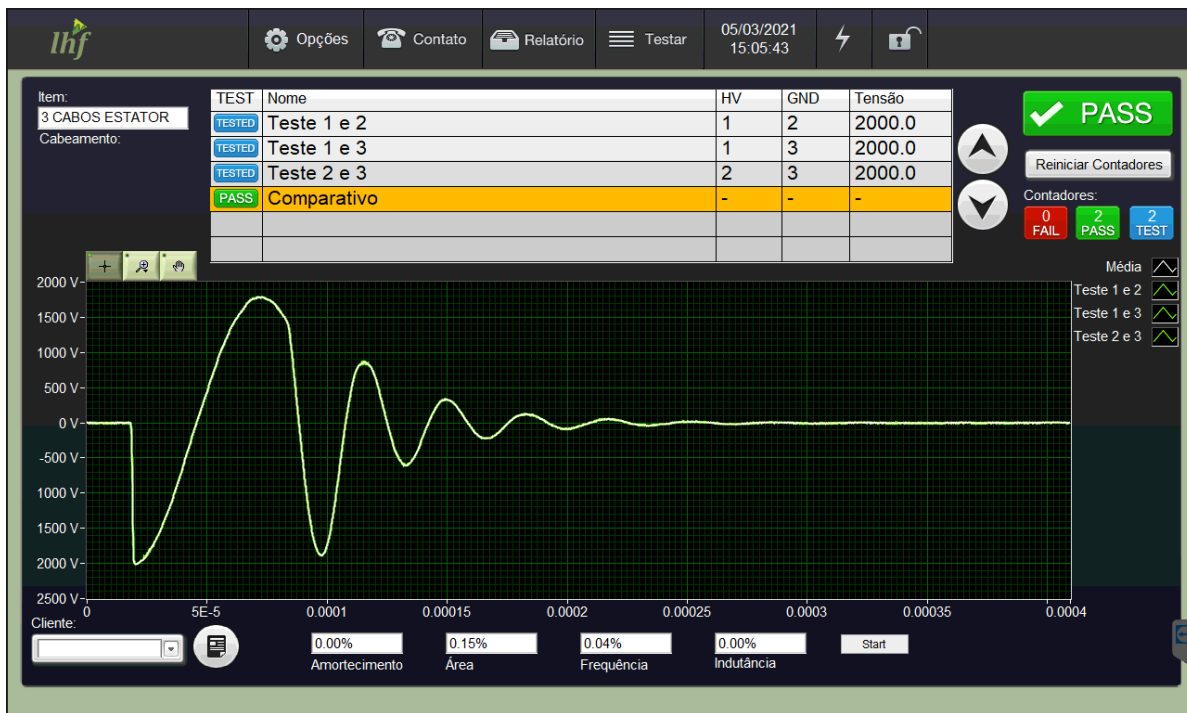 lhf
Opções Contato Relatório Testar 05/03/2021
15:05:43
Item:
3 CABOS ESTATOR
Cabeamento:
TEST Nome HV GND Tensão
TESTED Teste 1 e 2 1 2 2000.0
TESTED Teste 1 e 3 1 3 2000.0
TESTED Teste 2 e 3 2 3 2000.0
PASS Comparativo - - -
PASS
Reiniciar Contadores
Contadores:
0 2 2
FAIL PASS TEST
Média
Teste 1 e 2
Teste 1 e 3
Teste 2 e 3
2000 V
1500 V
1000 V
500 V
0 V
-500 V
1000 V
1500 V
2000 V
2500 V
0 5E-5 0.0001 0.00015 0.0002 0.00025 0.0003 0.00035 0.0004
Cliente:
0.00% 0.15% 0.04% 0.00% Start
Amortecimento Área Frequência Indutância